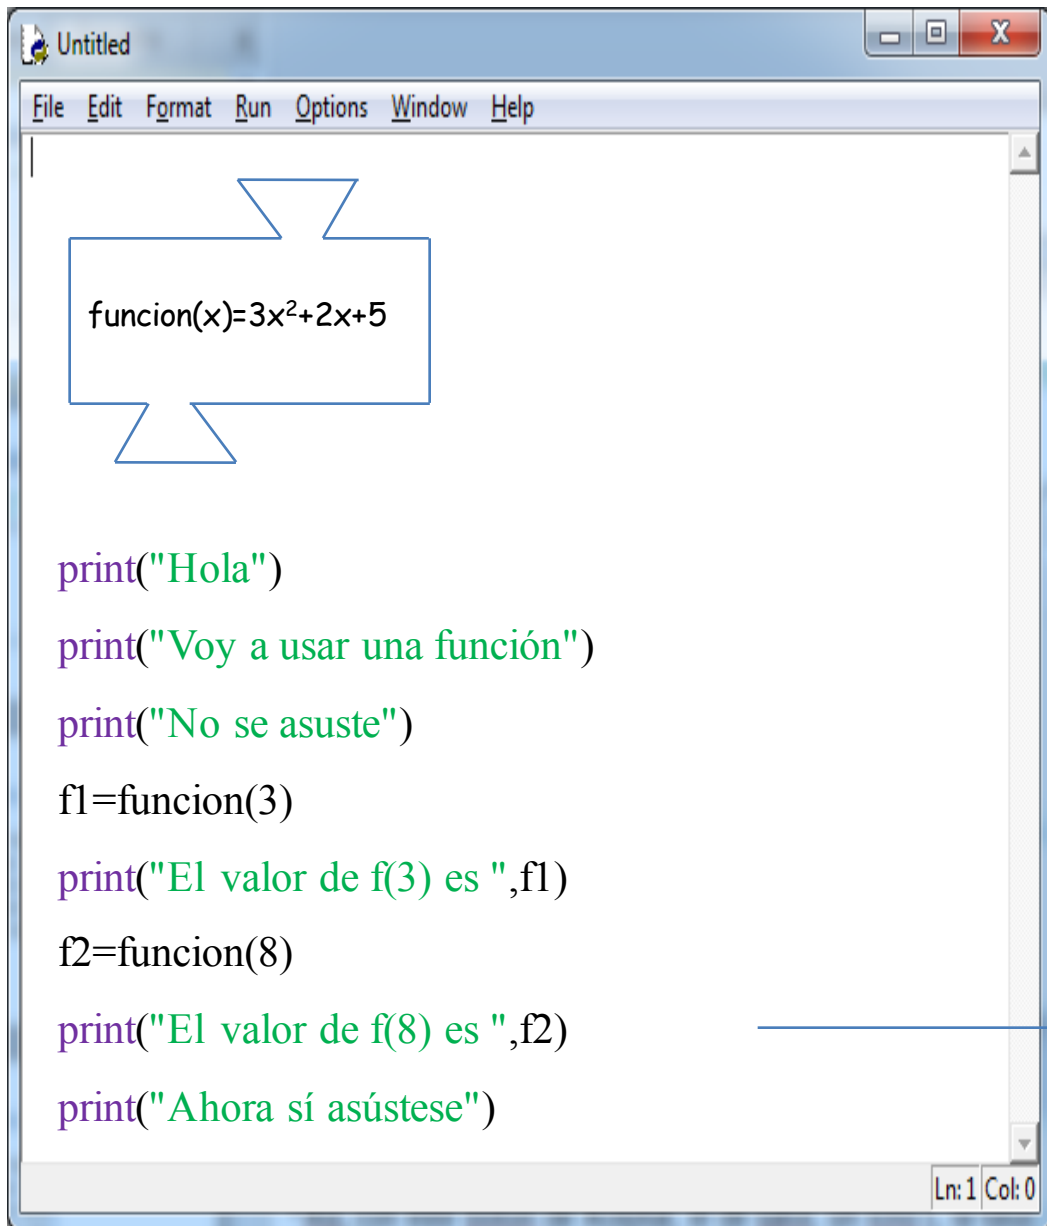 Untitled
File Edit Format Run Options Window Help
funcion(x)=3x²+2x+5
print("Hola")
print("Voy a usar una función")
print("No se asuste")
f1=funcion(3)
print("El valor de f(3) es ",f1)
f2=funcion(8)
print("El valor de f(8) es ",f2)
print("Ahora sí asústese")
Ln: 1 Col: 0